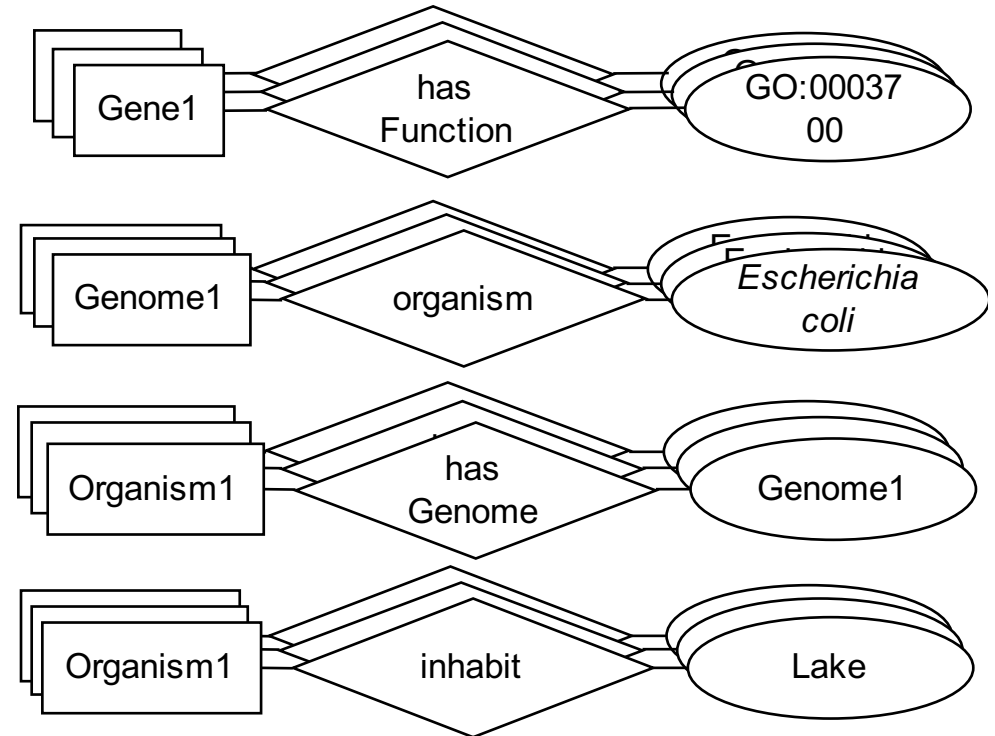 Gene1
has
Function
GO:00037
00
Genome1
organism
Escherichia
coli
Organism1
has
Genome
Genome1
Organism1
inhabit
Lake